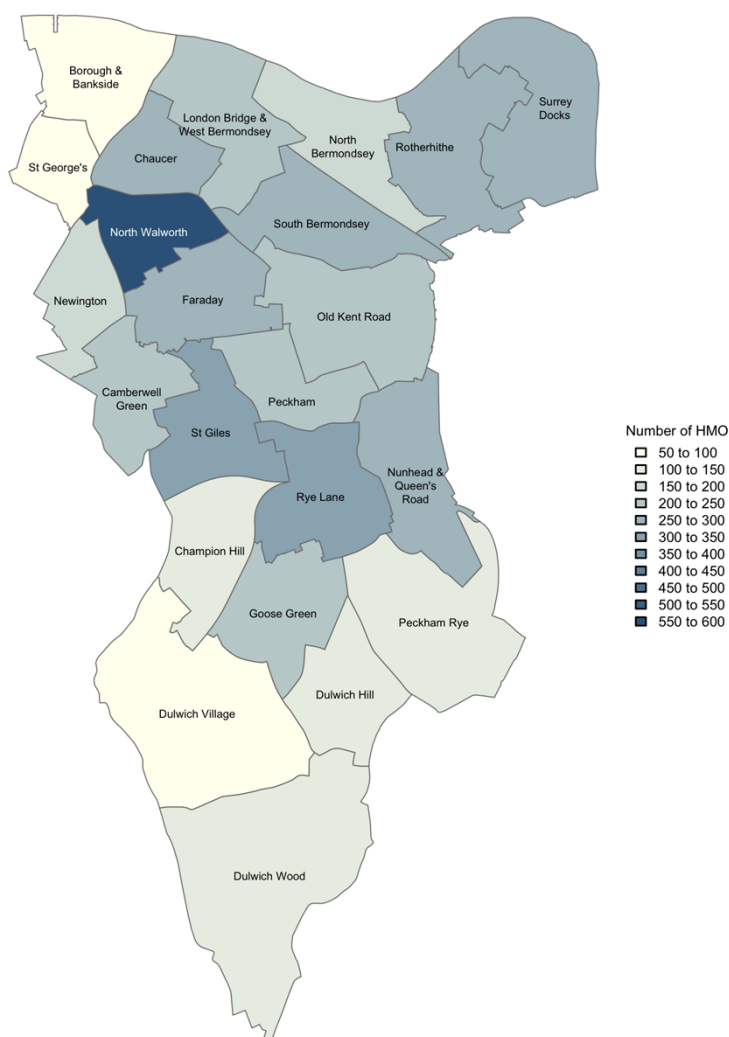 Borough &
Bankside
London Bridge &
West Bermondsey
Surrey
Docks
North
Bermondsey
Rotherhithe
Chaucer
St George's
South Bermondsey
North Walworth
Newington
Faraday
Old Kent Road
Camberwell
Green
Peckham
St Giles
Nunhead &
Queen's
Road
Rye Lane
Champion Hill
Goose Green
Peckham Rye
Dulwich Hill
Dulwich Village
Dulwich Wood
Number of HMO
50 to 100
100 to 150
150 to 200
200 to 250
250 to 300
300 to 350
350 to 400
400 to 450
450 to 500
500 to 550
550 to 600